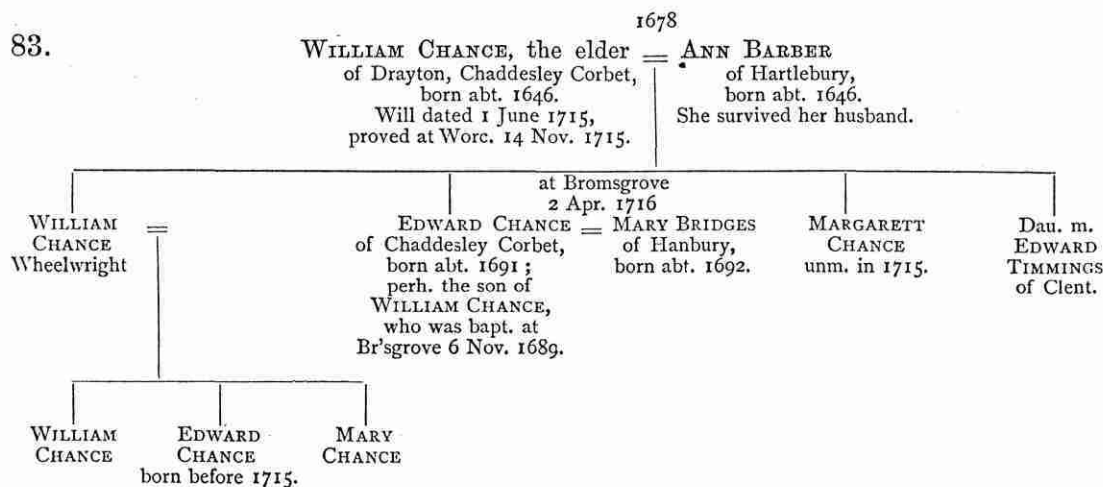 83.
1678
WILLIAM CHANCE, the elder = ANN BARBER
of Drayton, Chaddesley Corbet,
born abt. 1646.
Will dated 1 June 1715,
proved at Worc. 14 Nov. 1715.
of Hartlebury,
born abt. 1646.
She survived her husband.
WILLIAM
CHANCE
Wheelwright
=
at Bromsgrove
2 Apr. 1716
EDWARD CHANCE = MARY BRIDGES
of Chaddesley Corbet,
born abt. 1691 ;
perh. the son of
WILLIAM CHANCE,
who was bapt. at
Br'sgrove 6 Nov. 1689.
of Hanbury,
born abt. 1692.
MARGARETT
CHANCE
unm. in 1715.
Dau. m.
EDWARD
TIMMINGS
of Clent.
WILLIAM
CHANCE
EDWARD
CHANCE
MARY
CHANCE
born before 1715.